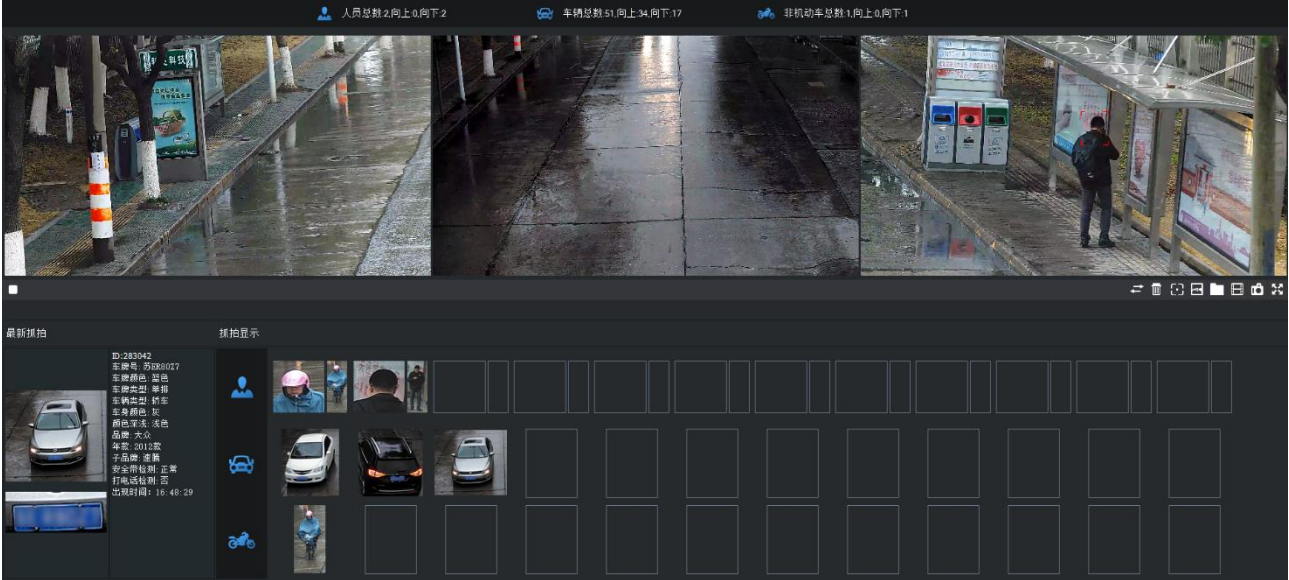 人员总数:2,向上:0,向下:2
车辆总数:51,向上:34,向下:17
非机动车总数:1,向上:0,向下:1
科技
最新抓拍
抓拍显示
ID:283042
车牌号: 苏ER80Z7
车牌颜色: 蓝色
车牌类型: 单排
车辆类型: 轿车
车身颜色: 灰
颜色深浅: 浅色
品牌: 大众
年款: 2012款
子品牌: 速腾
安全带检测: 正常
打电话检测: 否
出现时间: 16:48:29